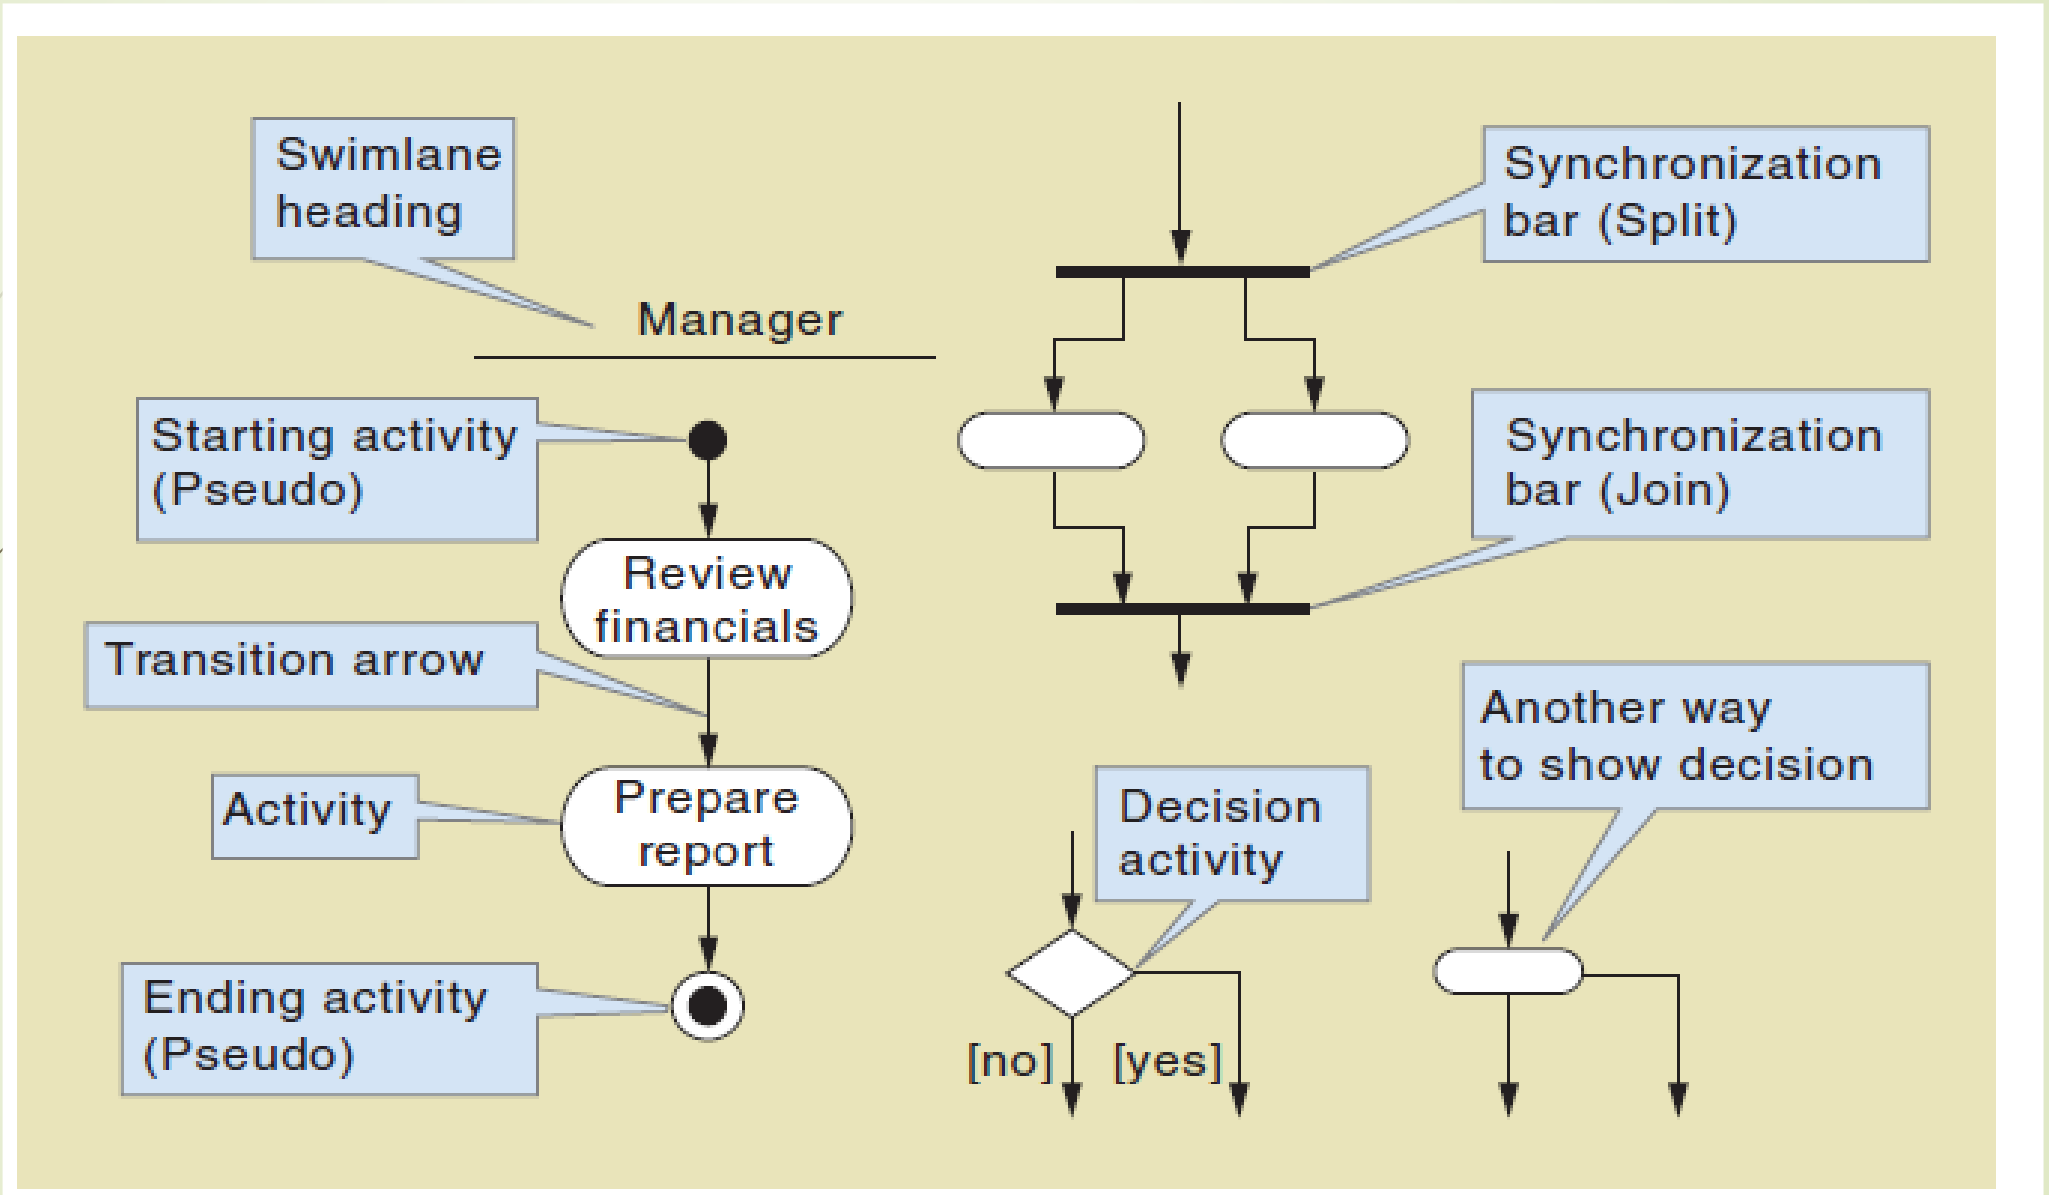 Swimlane
heading
Manager
Starting activity
(Pseudo)
Review
financials
Transition arrow
Activity
Prepare
report
Ending activity
(Pseudo)
Synchronization
bar (Split)
Synchronization
bar (Join)
Decision
activity
[no]
[yes]
Another way
to show decision